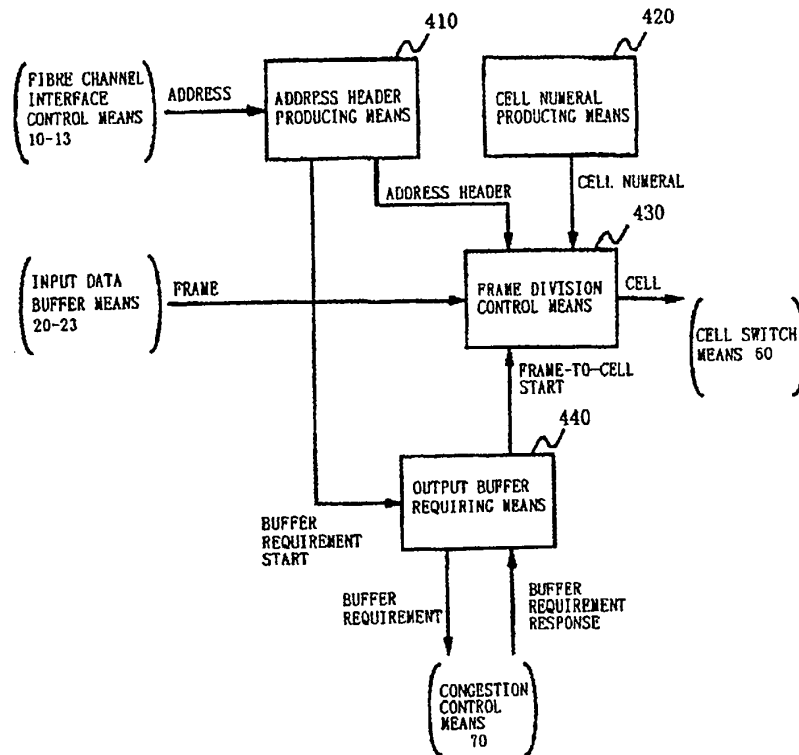 410
420
FIBRE CHANNEL
INTERFACE
CONTROL MEANS
10-13
ADDRESS
ADDRESS HEADER
PRODUCING MEANS
CELL NUMERAL
PRODUCING MEANS
ADDRESS HEADER
CELL NUMERAL
430
INPUT DATA
BUFFER MEANS
20-23
FRAME
FRAME DIVISION
CONTROL MEANS
CELL
CELL SWITCH
MEANS 60
FRAME-TO-CELL
START
440
OUTPUT BUFFER
REQUIRING MEANS
BUFFER
REQUIREMENT
START
BUFFER
REQUIREMENT
BUFFER
REQUIREMENT
RESPONSE
CONGESTION
CONTROL
MEANS
70